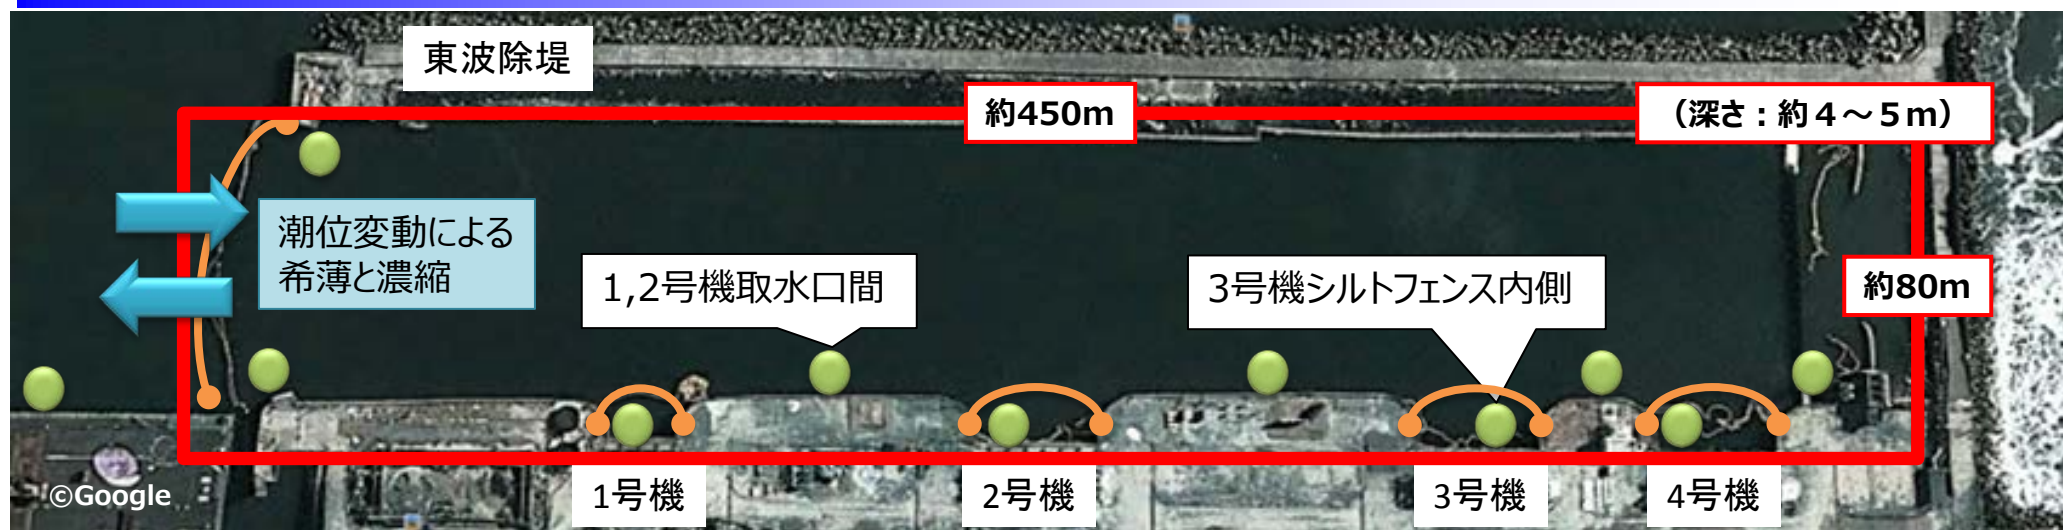 東波除堤
約450m
（深さ：約４～５ｍ）
潮位変動による
希薄と濃縮
1,2号機取水口間
3号機シルトフェンス内側
約80m
1号機
2号機
3号機
4号機
©Google